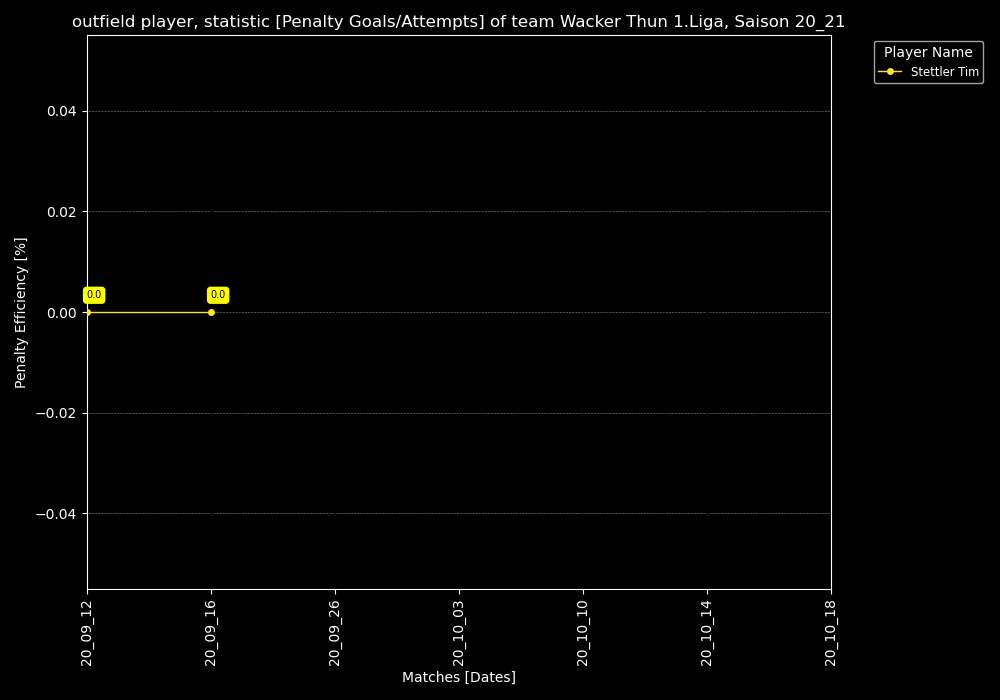 outfield player, statistic [Penalty Goals/Attempts] of team Wacker Thun 1.Liga, Saison 20_21
Player Name
Stettler Tim
Penalty Efficiency [%]
0.04
0.02
0.00
−0.02
−0.04
0.0
0.0
20_09_12
20_09_16
20_09_26
20_10_03
20_10_10
20_10_14
20_10_18
Matches [Dates]